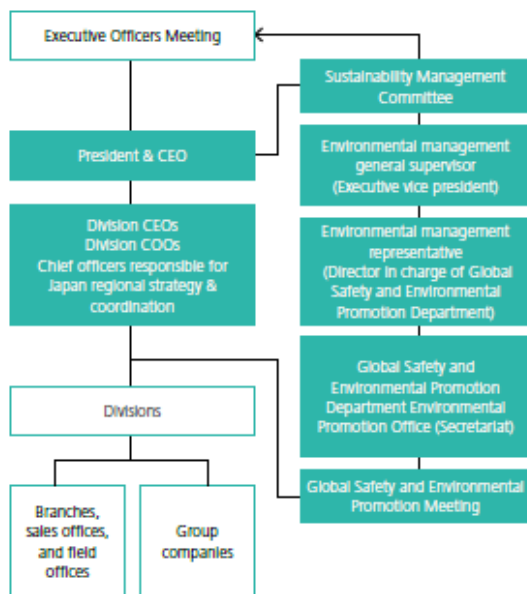 Executive Officers Meeting
Sustainability Management
Committee
President & CEO
Environmental management
general supervisor
(Executive vice president)
Division CEOs
Division COOs
Chief officers responsible for
Japan regional strategy &
coordination
Environmental management
representative
(Director in charge of Global
Safety and Environmental
Promotion Department)
Global Safety and
Environmental Promotion
Department Environmental
Promotion Office (Secretariat)
Divisions
Global Safety and Environmental
Promotion Meeting
Branches,
sales offices,
and field
offices
Group
companies